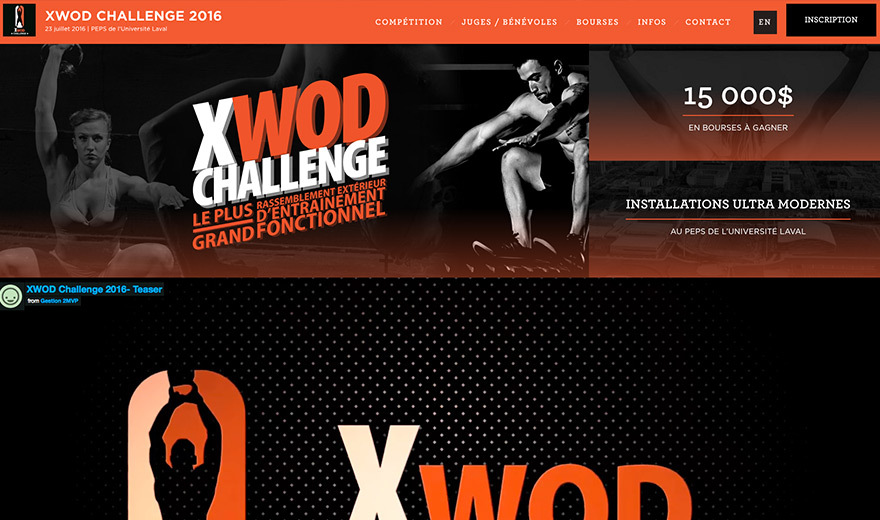 XWOD CHALLENGE 2016
23 juillet 2016 | PEPS de l'Université Laval
COMPÉTITION / JUGES / BÉNÉVOLES / BOURSES / INFOS / CONTACT
EN
INSCRIPTION
XWOD
CHALLENGE
XWOD
CHALLENGE
LE PLUS
GRAND
RASSEMBLEMENT EXTÉRIEUR
D'ENTRAINEMENT
FONCTIONNEL
15 000$
EN BOURSES À GAGNER
INSTALLATIONS ULTRA MODERNES
AU PEPS DE L'UNIVERSITÉ LAVAL
XWOD Challenge 2016- Teaser
from Gestion 2MVP
XWOD